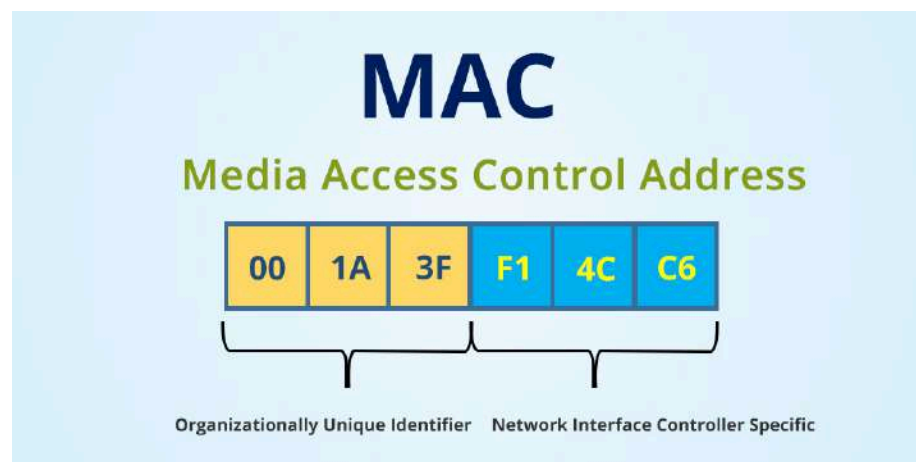 MAC
Media Access Control Address
00 1A 3F F1 4C C6
Organizationally Unique Identifier Network Interface Controller Specific